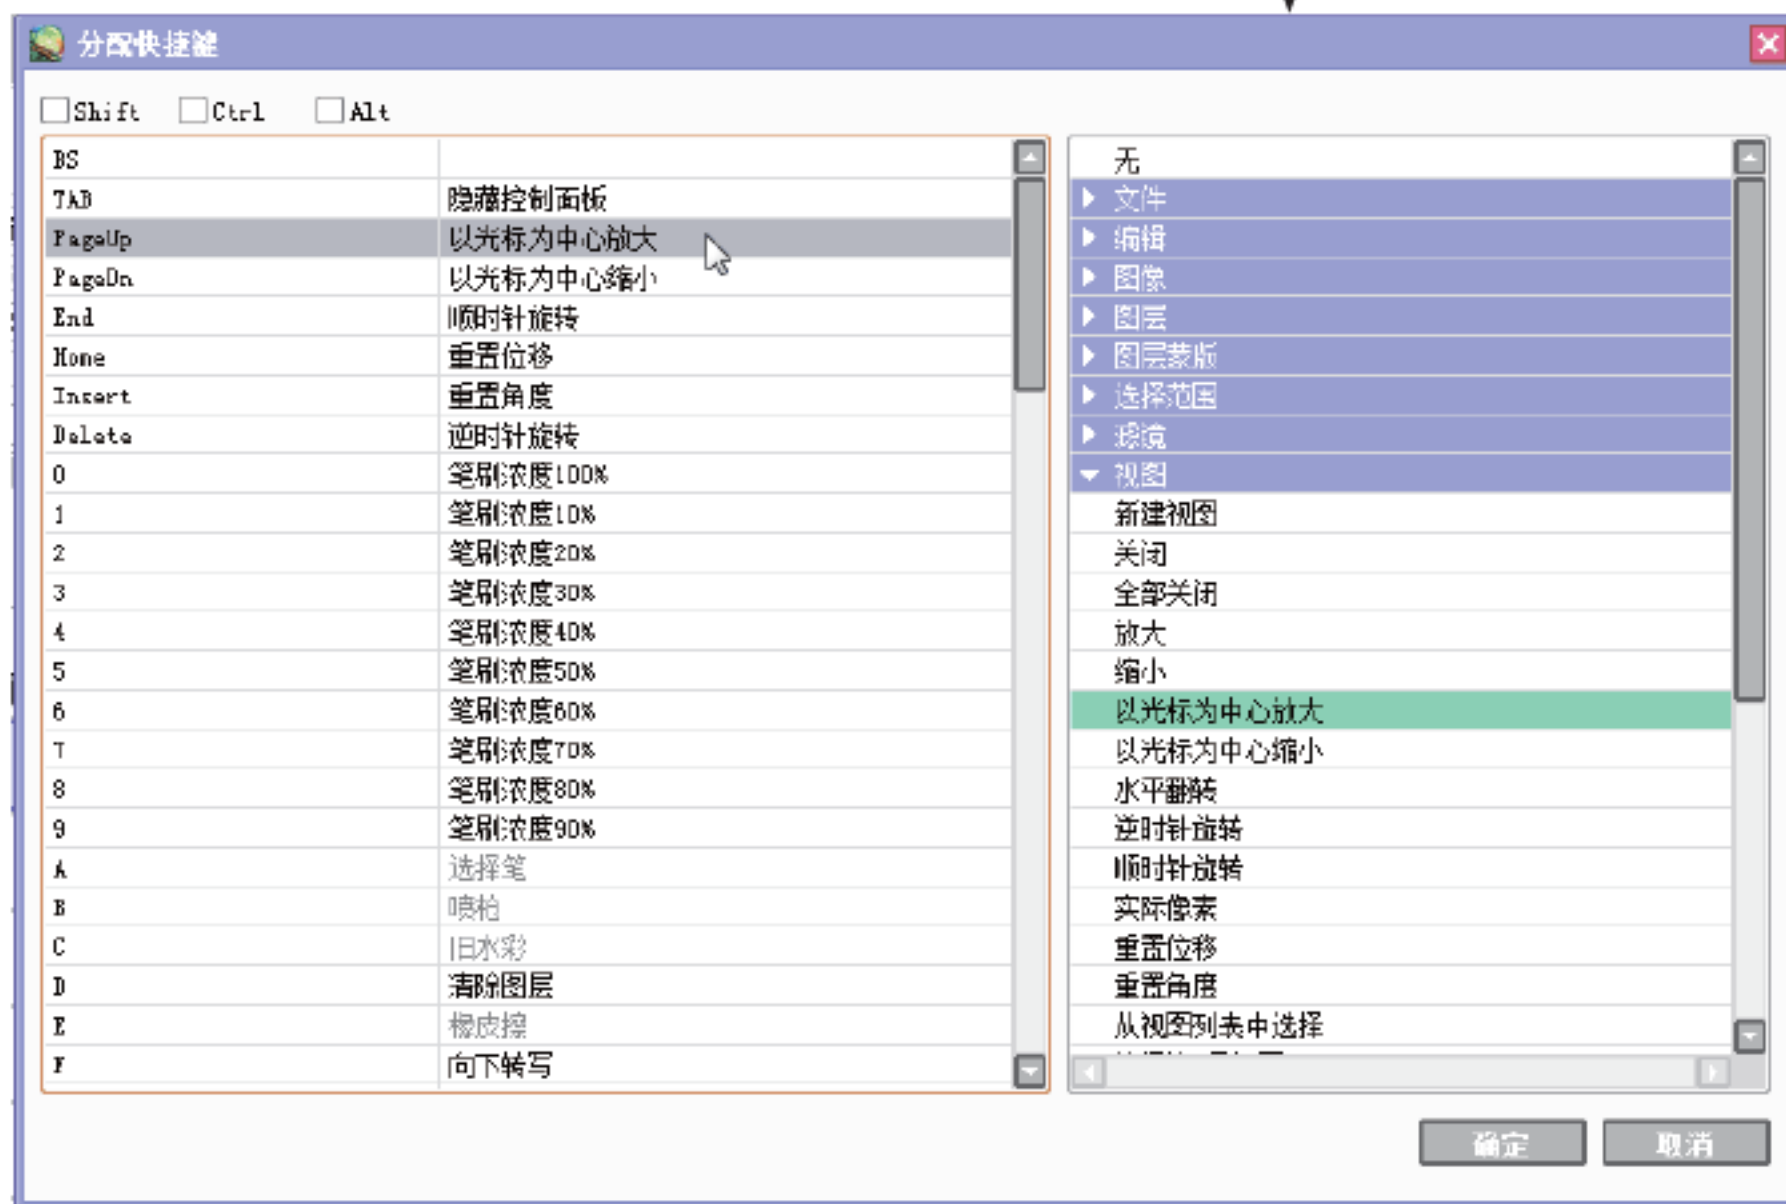 分配快捷键
Shift Ctrl Alt
BS
TAB 隐藏控制面板
PageUp 以光标为中心放大
PageDn 以光标为中心缩小
End 顺时针旋转
Home 重置位移
Insert 重置角度
Delete 逆时针旋转
0 笔刷浓度100%
1 笔刷浓度10%
2 笔刷浓度20%
3 笔刷浓度30%
4 笔刷浓度40%
5 笔刷浓度50%
6 笔刷浓度60%
7 笔刷浓度70%
8 笔刷浓度80%
9 笔刷浓度90%
A 选择笔
B 喷枪
C 旧水彩
D 清除图层
E 橡皮擦
F 向下转写
无
文件
编辑
图像
图层
图层蒙版
选择范围
滤镜
视图
新建视图
关闭
全部关闭
放大
缩小
以光标为中心放大
以光标为中心缩小
水平翻转
逆时针旋转
顺时针旋转
实际像素
重置位移
重置角度
从视图列表中选择
确定 取消